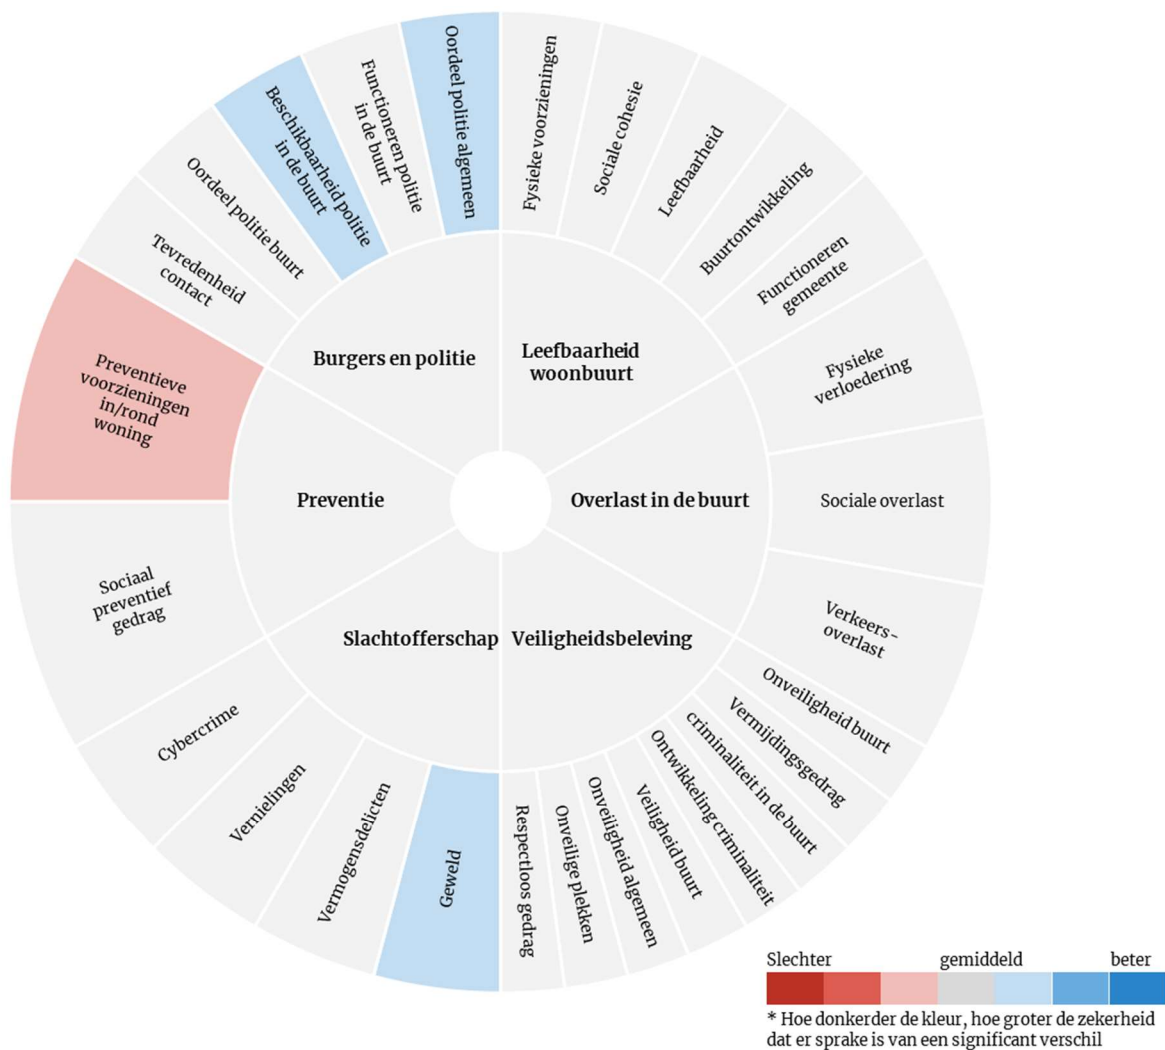 Oordeel politie algemeen
Functioneren politie
in de buurt
Beschikbaarheid politie
in de buurt
Oordeel politie buurt
Tevredenheid
contact
Burgers en politie
Fysieke voorzieningen
Sociale cohesie
Leefbaarheid
Buurtontwikkeling
Functioneren
gemeente
Leefbaarheid
woonbuurt
Fysieke
verloedering
Sociale overlast
Verkeers-
overlast
Overlast in de buurt
Onveiligheid buurt
Vermijdingsgedrag
criminaliteit in de buurt
Ontwikkeling criminaliteit
Veiligheid buurt
Onveiligheid algemeen
Onveilige plekken
Respectloos gedrag
Veiligheidsbeleving
Geweld
Vermogensdelicten
Vernielingen
Cybercrime
Slachtofferschap
Sociaal
preventief
gedrag
Preventieve
voorzieningen
in/rond
woning
Preventie
Slechter gemiddeld beter
* Hoe donkerder de kleur, hoe groter de zekerheid
dat er sprake is van een significant verschil